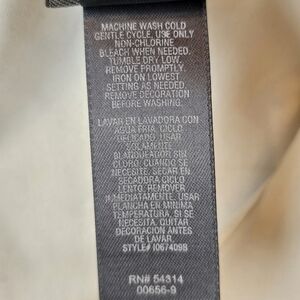 MACHINE WASH COLD
GENTLE CYCLE, USE ONLY
NON-CHLORINE
BLEACH WHEN NEEDED.
TUMBLE DRY LOW,
REMOVE PROMPTLY.
IRON ON LOWEST
SETTING AS NEEDED.
REMOVE DECORATION
BEFORE WASHING.
LAVAR EN LAVADORA CON
AGUA FRIA, CICLO
DELICADO, USAR
SOLAMENTE
BLANQUEADOR SIN
CLORO, CUANDO SE
NECESITE. SECAR EN
SECADORA CICLO
LENTO, REMOVER
INMEDIATAMENTE. USAR
PLANCHA EN MINIMA
TEMPERATURA, SI SE
NECESITA. QUITAR
DECORACION ANTES
DE LAVAR.
STYLE# I067409B
RN# 54314
00656-9